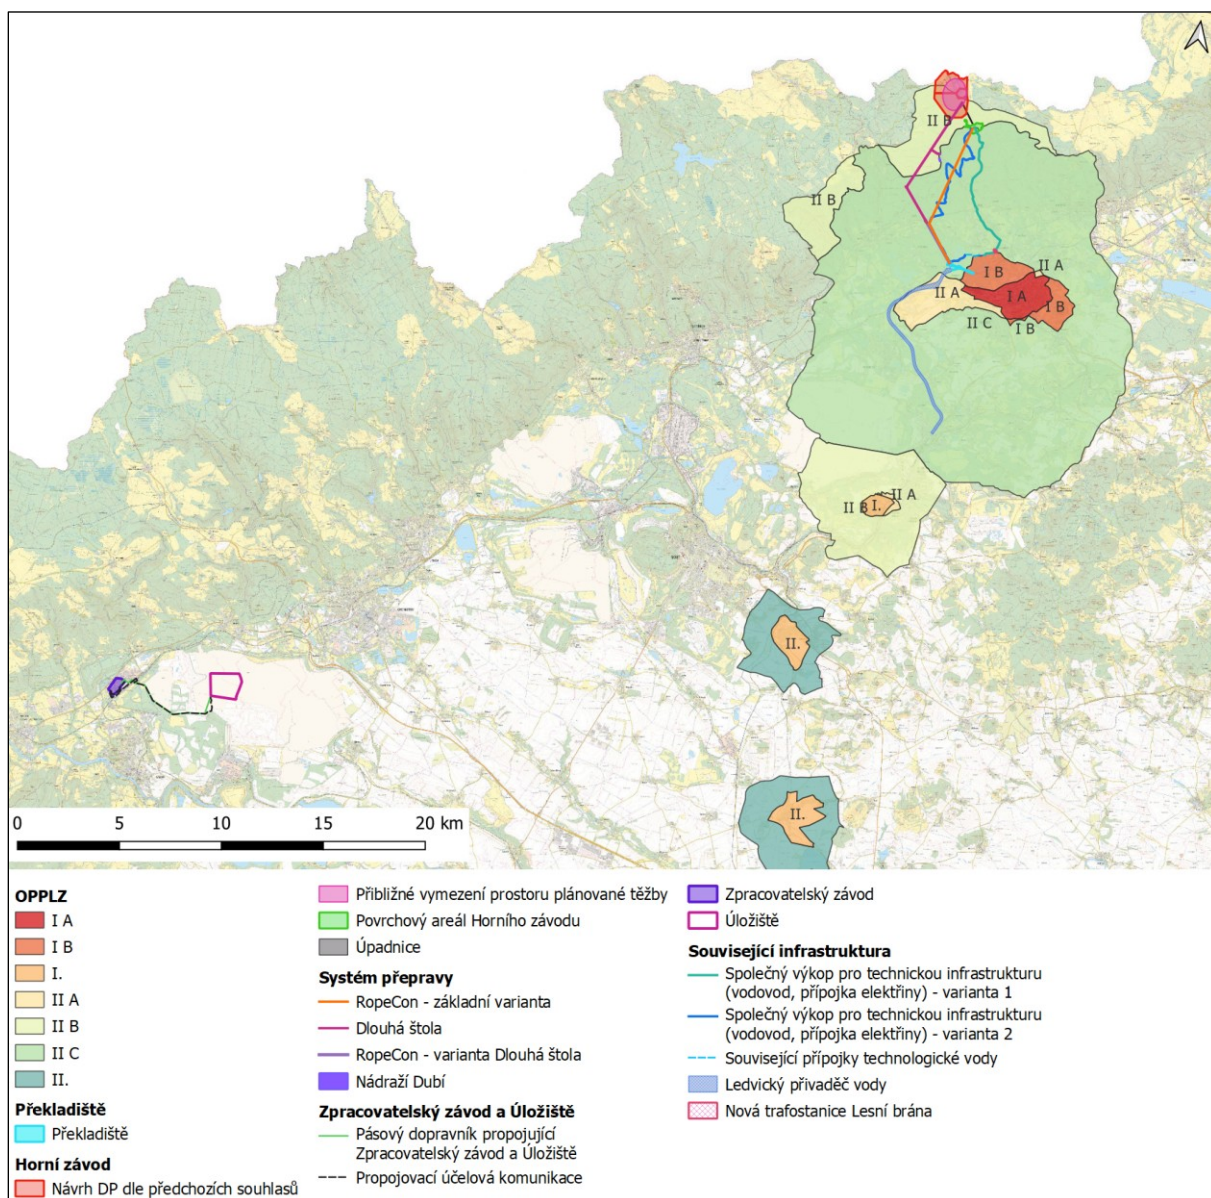 II B
II B
I B
II A
I A
II A
I B
II C
I B
II A
II B
I.
II.
II.
0
5
10
15
20 km
OPPLZ
I A
I B
I.
II A
II B
II C
II.
Překladiště
Překladiště
Horní závod
Návrh DP dle předchozích souhlasů
Přibližné vymezení prostoru plánované těžby
Povrchový areál Horního závodu
Úpadnice
Systém přepravy
RopeCon - základní varianta
Dlouhá štola
RopeCon - varianta Dlouhá štola
Nádraží Dubí
Zpracovatelský závod a Úložiště
Pásový dopravník propojující
Zpracovatelský závod a Úložiště
Propojovací účelová komunikace
Zpracovatelský závod
Úložiště
Související infrastruktura
Společný výkop pro technickou infrastrukturu
(vodovod, přípojka elektřiny) - varianta 1
Společný výkop pro technickou infrastrukturu
(vodovod, přípojka elektřiny) - varianta 2
Související přípojky technologické vody
Ledvický přivaděč vody
Nová trafostanice Lesní brána